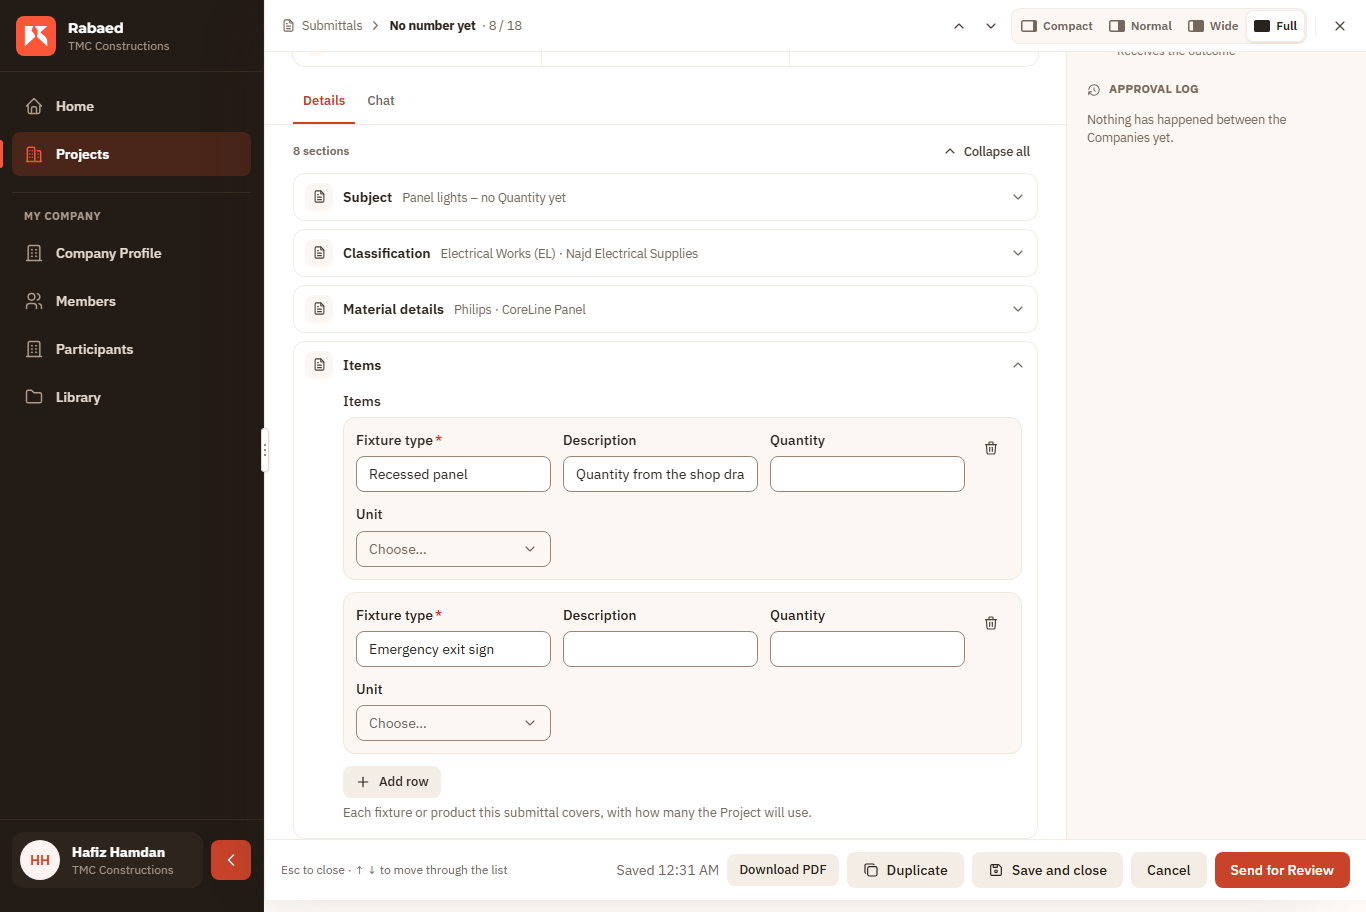 Rabaed
TMC Constructions
Home
Projects
MY COMPANY
Company Profile
Members
Participants
Library
HH
Hafiz Hamdan
TMC Constructions
Submittals > No number yet · 8 / 18
Compact Normal Wide Full
Receives the outcome
APPROVAL LOG
Nothing has happened between the
Companies yet.
Details Chat
8 sections
Collapse all
Subject Panel lights – no Quantity yet
Classification Electrical Works (EL) · Najd Electrical Supplies
Material details Philips · CoreLine Panel
Items
Items
Fixture type * Description Quantity
Recessed panel Quantity from the shop dra
Unit
Choose...
Fixture type * Description Quantity
Emergency exit sign
Unit
Choose...
+ Add row
Each fixture or product this submittal covers, with how many the Project will use.
Esc to close · ↑ ↓ to move through the list
Saved 12:31 AM
Download PDF
Duplicate
Save and close
Cancel
Send for Review